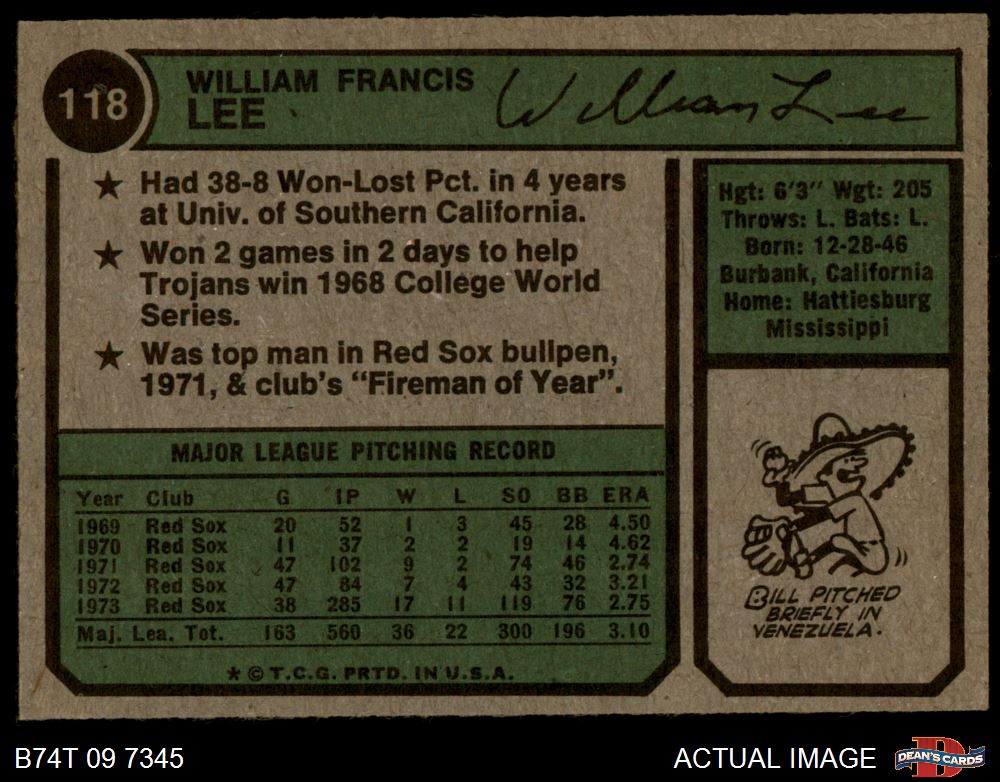 118
WILLIAM FRANCIS
LEE
William Lee
★ Had 38-8 Won-Lost Pct. in 4 years
at Univ. of Southern California.
★ Won 2 games in 2 days to help
Trojans win 1968 College World
Series.
★ Was top man in Red Sox bullpen,
1971, & club's "Fireman of Year".
Hgt: 6'3" Wgt: 205
Throws: L. Bats: L.
Born: 12-28-46
Burbank, California
Home: Hattiesburg
Mississippi
MAJOR LEAGUE PITCHING RECORD
Year Club G IP W L SO BB ERA
1969 Red Sox 20 52 1 3 45 28 4.50
1970 Red Sox 11 37 2 2 19 14 4.62
1971 Red Sox 47 102 9 2 74 46 2.74
1972 Red Sox 47 84 7 4 43 32 3.21
1973 Red Sox 38 285 17 11 119 76 2.75
Maj. Lea. Tot. 163 560 36 22 300 196 3.10
* © T.C.G. PRTD. IN U.S.A.
BILL PITCHED
BRIEFLY IN
VENEZUELA.
B74T 09 7345
ACTUAL IMAGE
D
DEAN'S CARDS